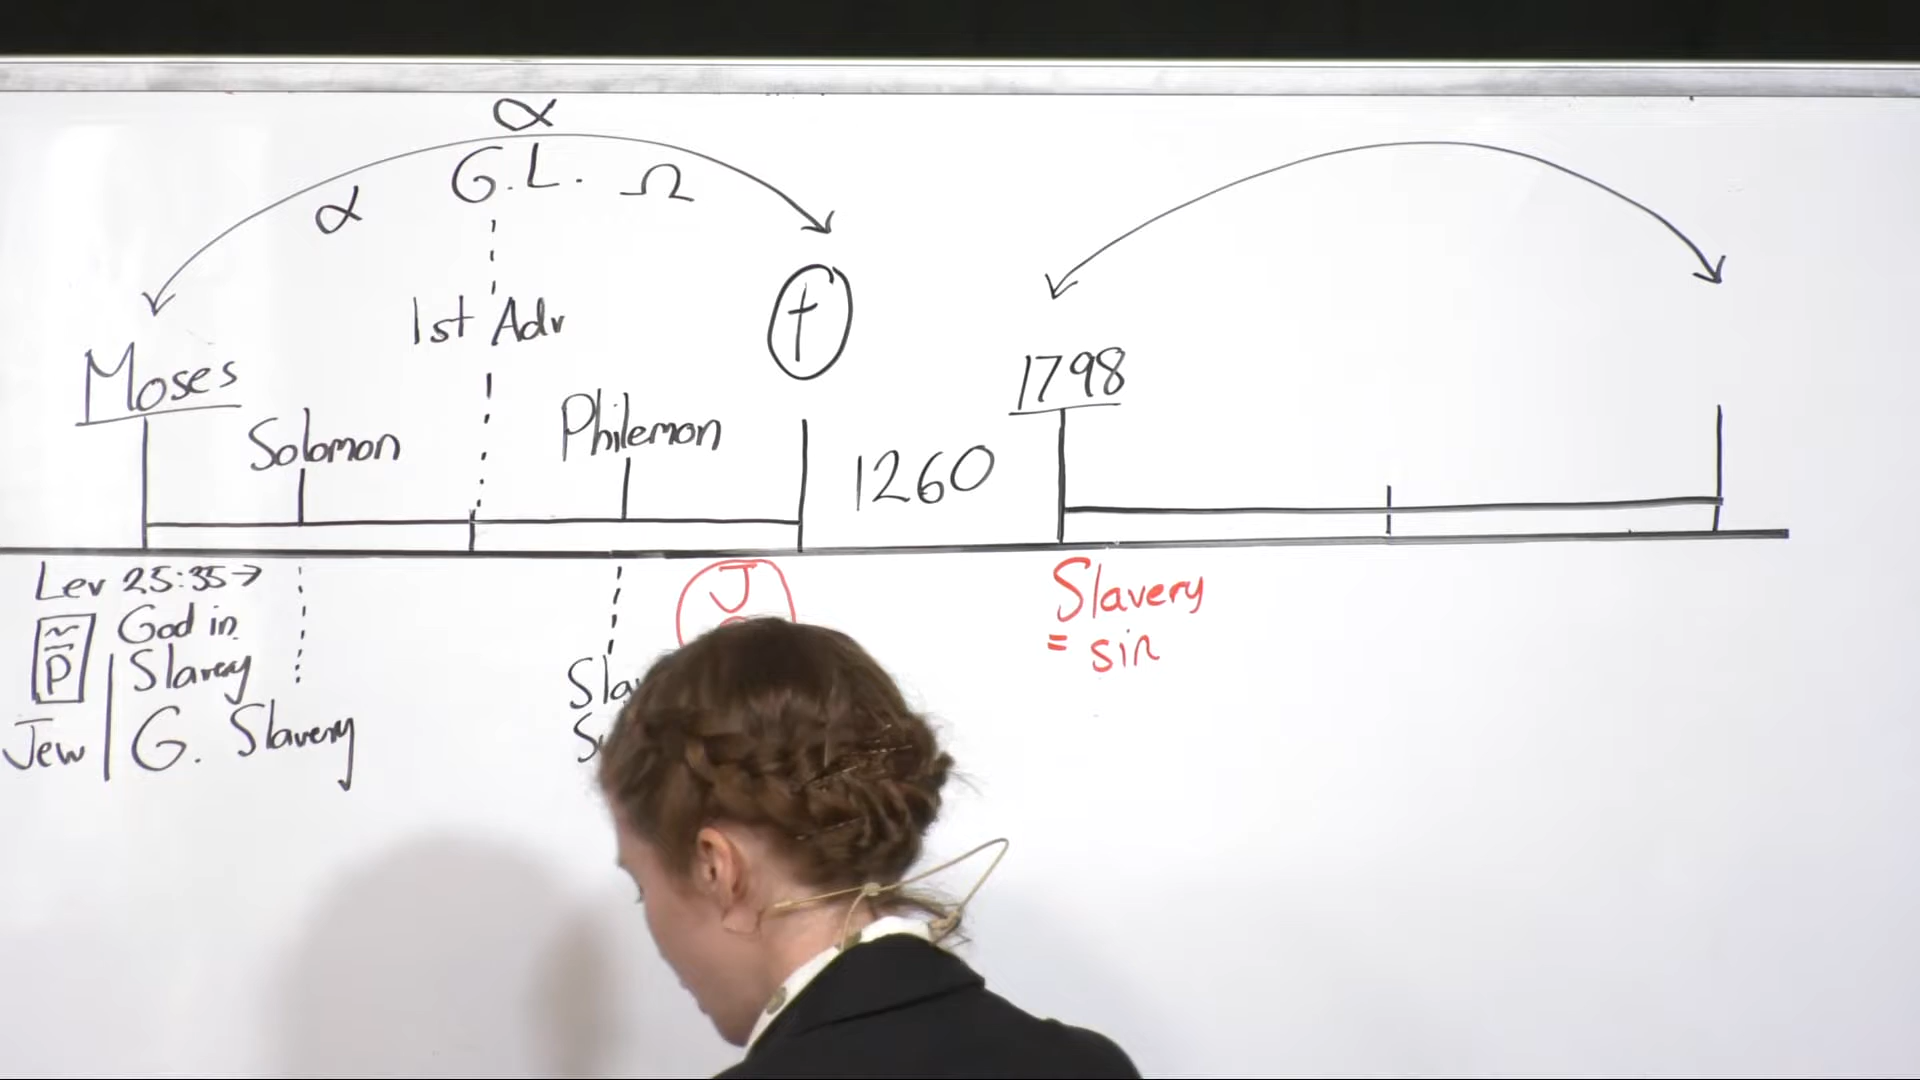 α
G.L.
α
Ω
1st Adv
Moses
Solomon
Philemon
†
1260
1798
Lev 25:35→
P
God in
Slavery
Jew
G. Slavery
J
Slavery
= sin